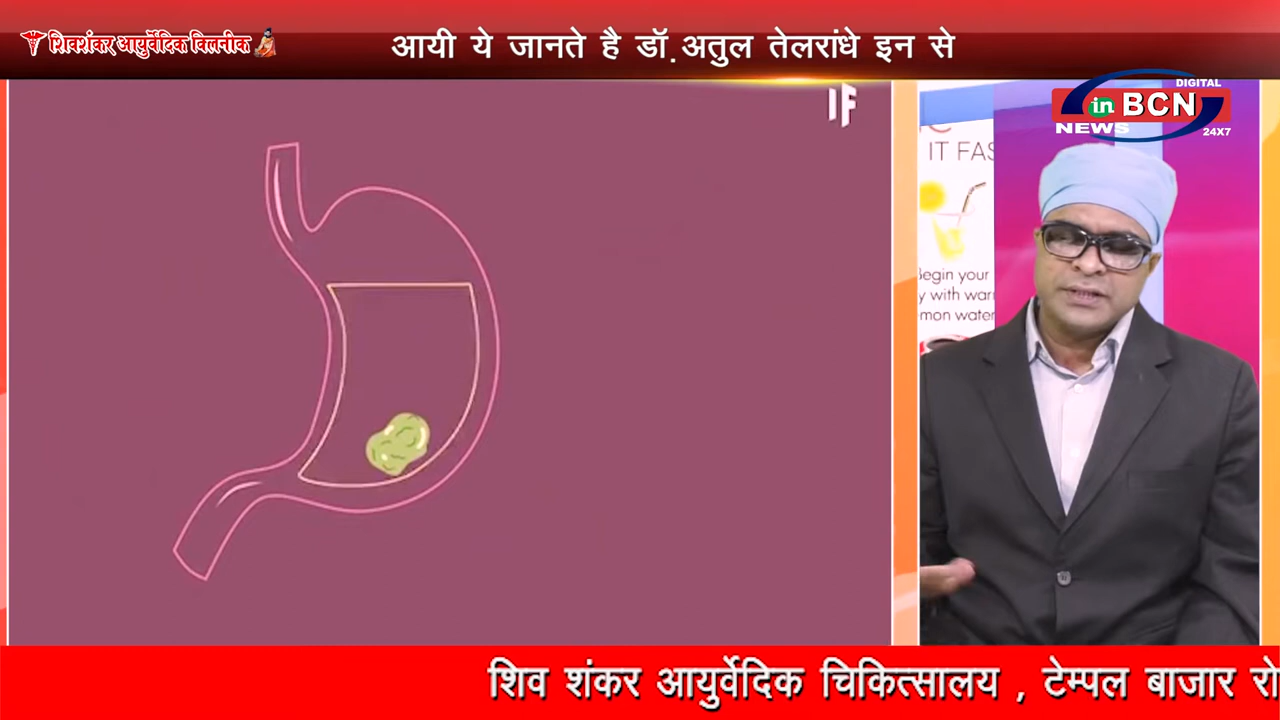 शिवशंकर आयुर्वेदिक क्लिनीक
आयी ये जानते है डॉ.अतुल तेलरांधे इन से
IF
DIGITAL
in BCN
NEWS
24X7
IT FAS
Begin your
y with warm
mon water
शिव शंकर आयुर्वेदिक चिकित्सालय , टेम्पल बाजार रो